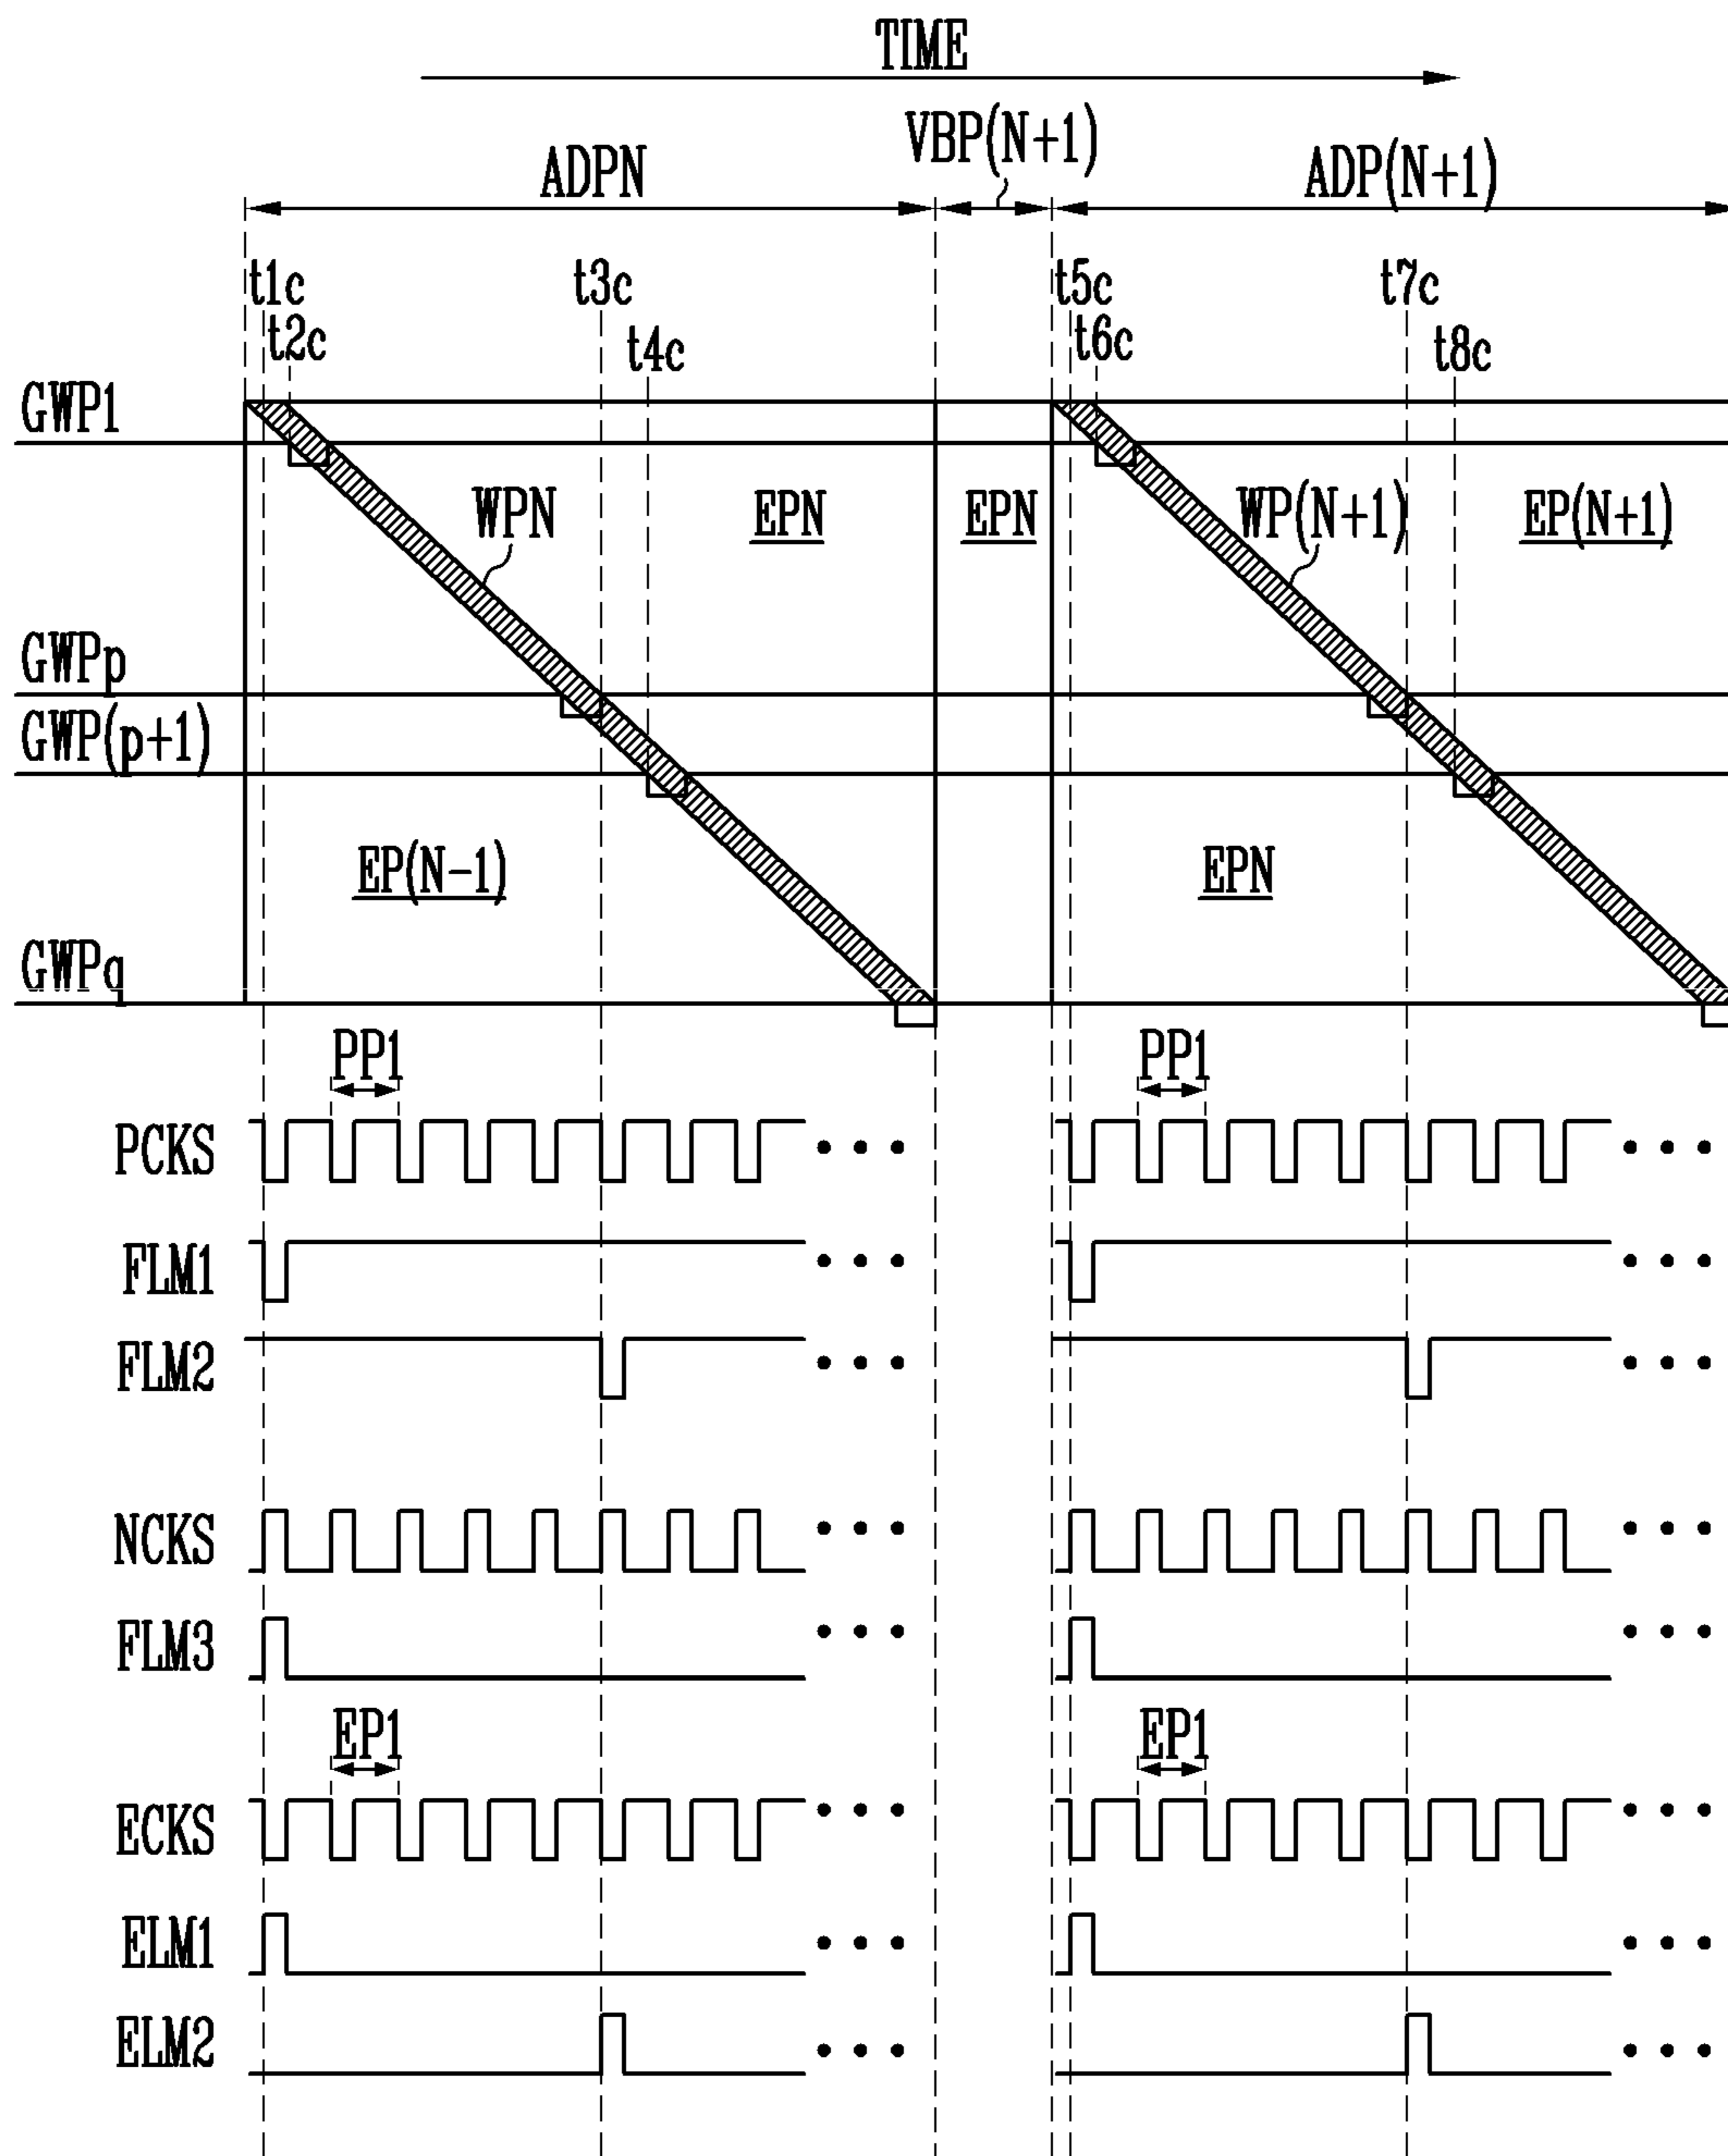 TIME
VBP(N+1)
ADPN
ADP(N+1)
t1c
t3c
t5c
t7c
t2c
t4c
t6c
t8c
GWP1
WPN
EPN
EPN
WP(N+1)
EP(N+1)
GWPp
GWP(p+1)
EP(N-1)
EPN
GWPq
PP1
PP1
PCKS
FLM1
FLM2
NCKS
FLM3
EP1
EP1
ECKS
ELM1
ELM2